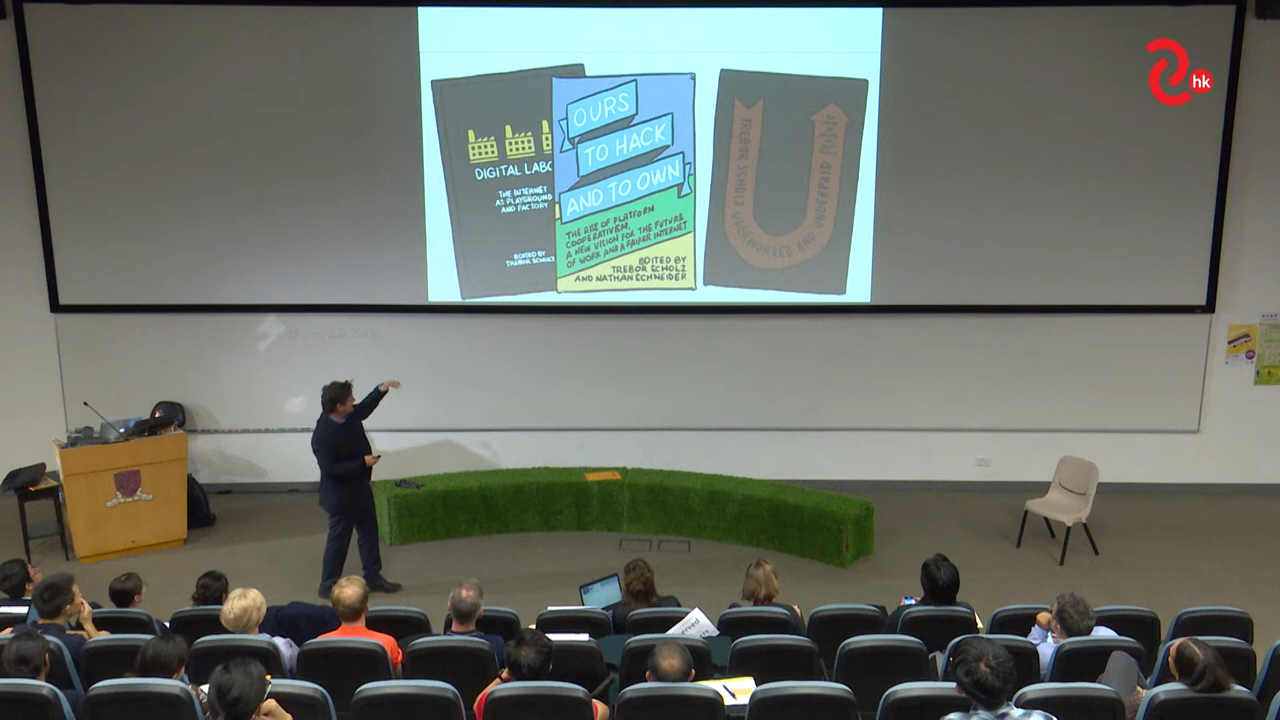 hk
DIGITAL LABO
THE INTERNET
AS PLAYGROUND
AND FACTORY
EDITED BY
TREBOR SCHOLZ
OURS
TO HACK
AND TO OWN
THE RISE OF PLATFORM
COOPERATIVISM,
A NEW VISION FOR THE FUTURE
OF WORK AND A FAIRER INTERNET
EDITED BY
TREBOR SCHOLZ
AND NATHAN SCHNEIDER
TREBOR SCHOLZ OVERWORKED AND UNDERPAID